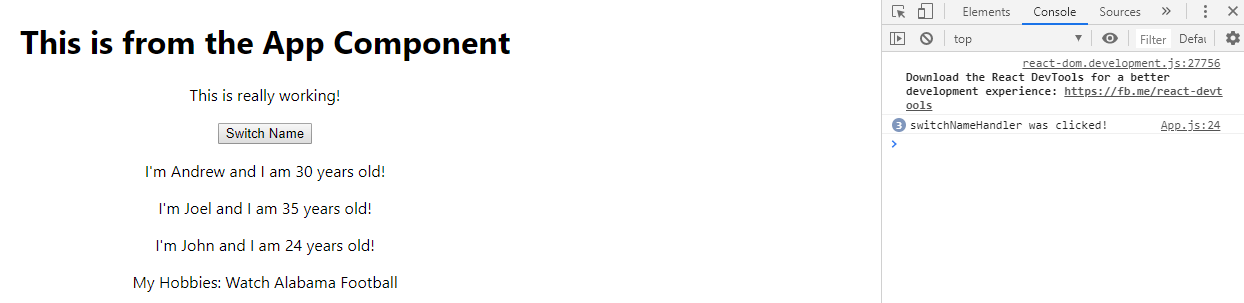 This is from the App Component
This is really working!
Switch Name
I'm Andrew and I am 30 years old!
I'm Joel and I am 35 years old!
I'm John and I am 24 years old!
My Hobbies: Watch Alabama Football
Elements Console Sources »
top ▼ Filter Defau
react-dom.development.js:27756
Download the React DevTools for a better
development experience: https://fb.me/react-devt
ools
3 switchNameHandler was clicked! App.js:24